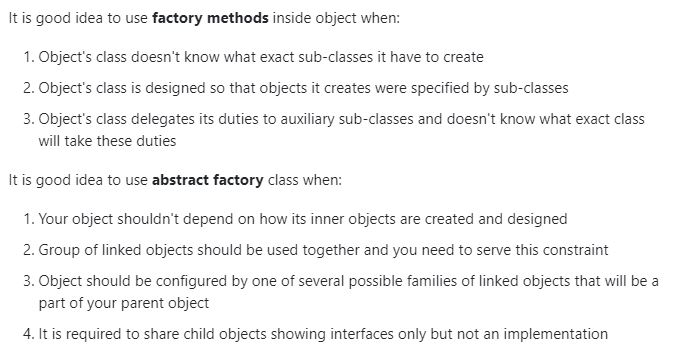 It is good idea to use factory methods inside object when:
1. Object's class doesn't know what exact sub-classes it have to create
2. Object's class is designed so that objects it creates were specified by sub-classes
3. Object's class delegates its duties to auxiliary sub-classes and doesn't know what exact class
will take these duties
It is good idea to use abstract factory class when:
1. Your object shouldn't depend on how its inner objects are created and designed
2. Group of linked objects should be used together and you need to serve this constraint
3. Object should be configured by one of several possible families of linked objects that will be a
part of your parent object
4. It is required to share child objects showing interfaces only but not an implementation